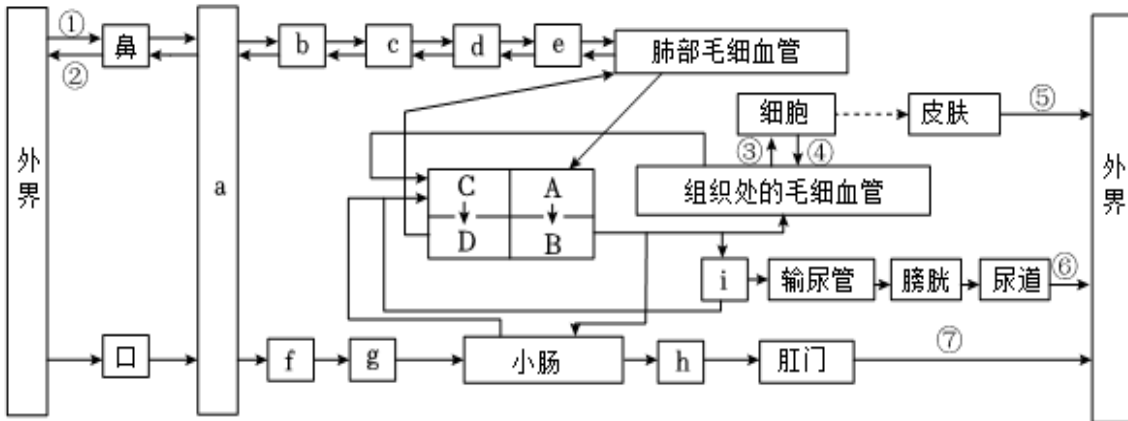 ① 鼻 b c d e 肺部毛细血管
②
细胞 皮肤 ⑤
③ ④
外界 a C A 组织处的毛细血管 外界
D B
i 输尿管 膀胱 尿道 ⑥
口 f g 小肠 h 肛门 ⑦